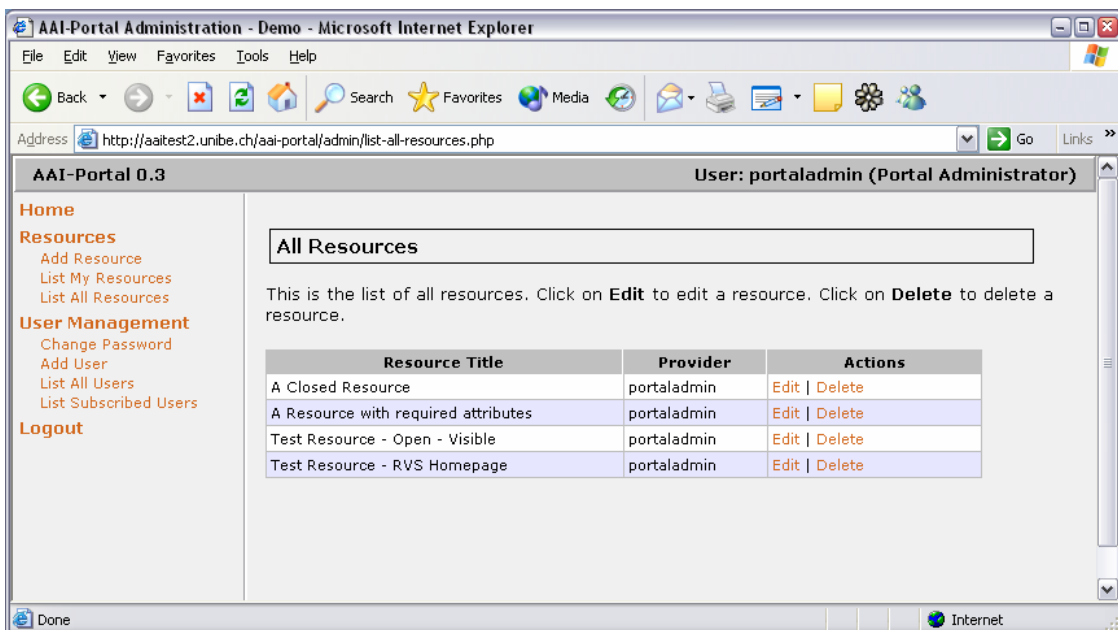 AAI-Portal Administration - Demo - Microsoft Internet Explorer
File Edit View Favorites Tools Help
Back Search Favorites Media
Address http://aaitest2.unibe.ch/aai-portal/admin/list-all-resources.php Go Links »
AAI-Portal 0.3 User: portaladmin (Portal Administrator)
Home
Resources
Add Resource
List My Resources
List All Resources
User Management
Change Password
Add User
List All Users
List Subscribed Users
Logout
All Resources
This is the list of all resources. Click on Edit to edit a resource. Click on Delete to delete a
resource.
Resource Title Provider Actions
A Closed Resource portaladmin Edit | Delete
A Resource with required attributes portaladmin Edit | Delete
Test Resource - Open - Visible portaladmin Edit | Delete
Test Resource - RVS Homepage portaladmin Edit | Delete
Done Internet